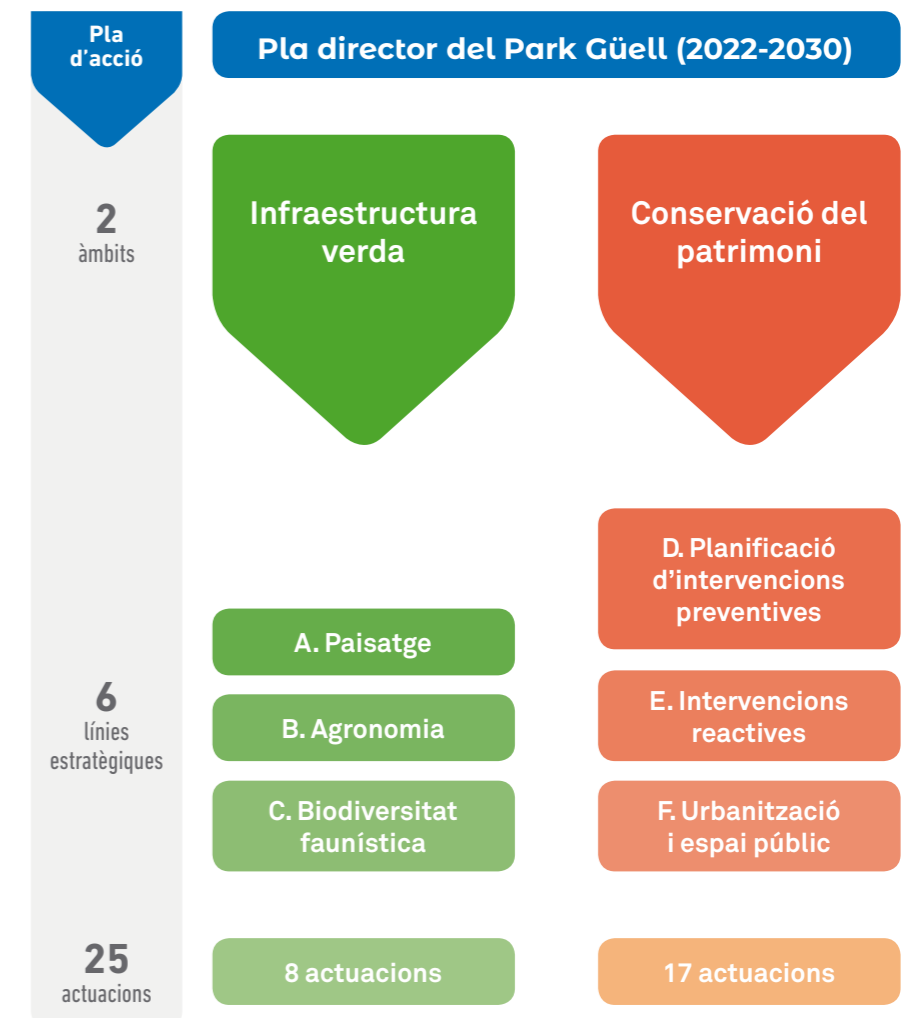 Pla
d'acció
Pla director del Park Güell (2022-2030)
2
àmbits
Infraestructura
verda
Conservació del
patrimoni
6
línies
estratègiques
A. Paisatge
B. Agronomia
C. Biodiversitat
faunística
D. Planificació
d'intervencions
preventives
E. Intervencions
reactives
F. Urbanització
i espai públic
25
actuacions
8 actuacions
17 actuacions